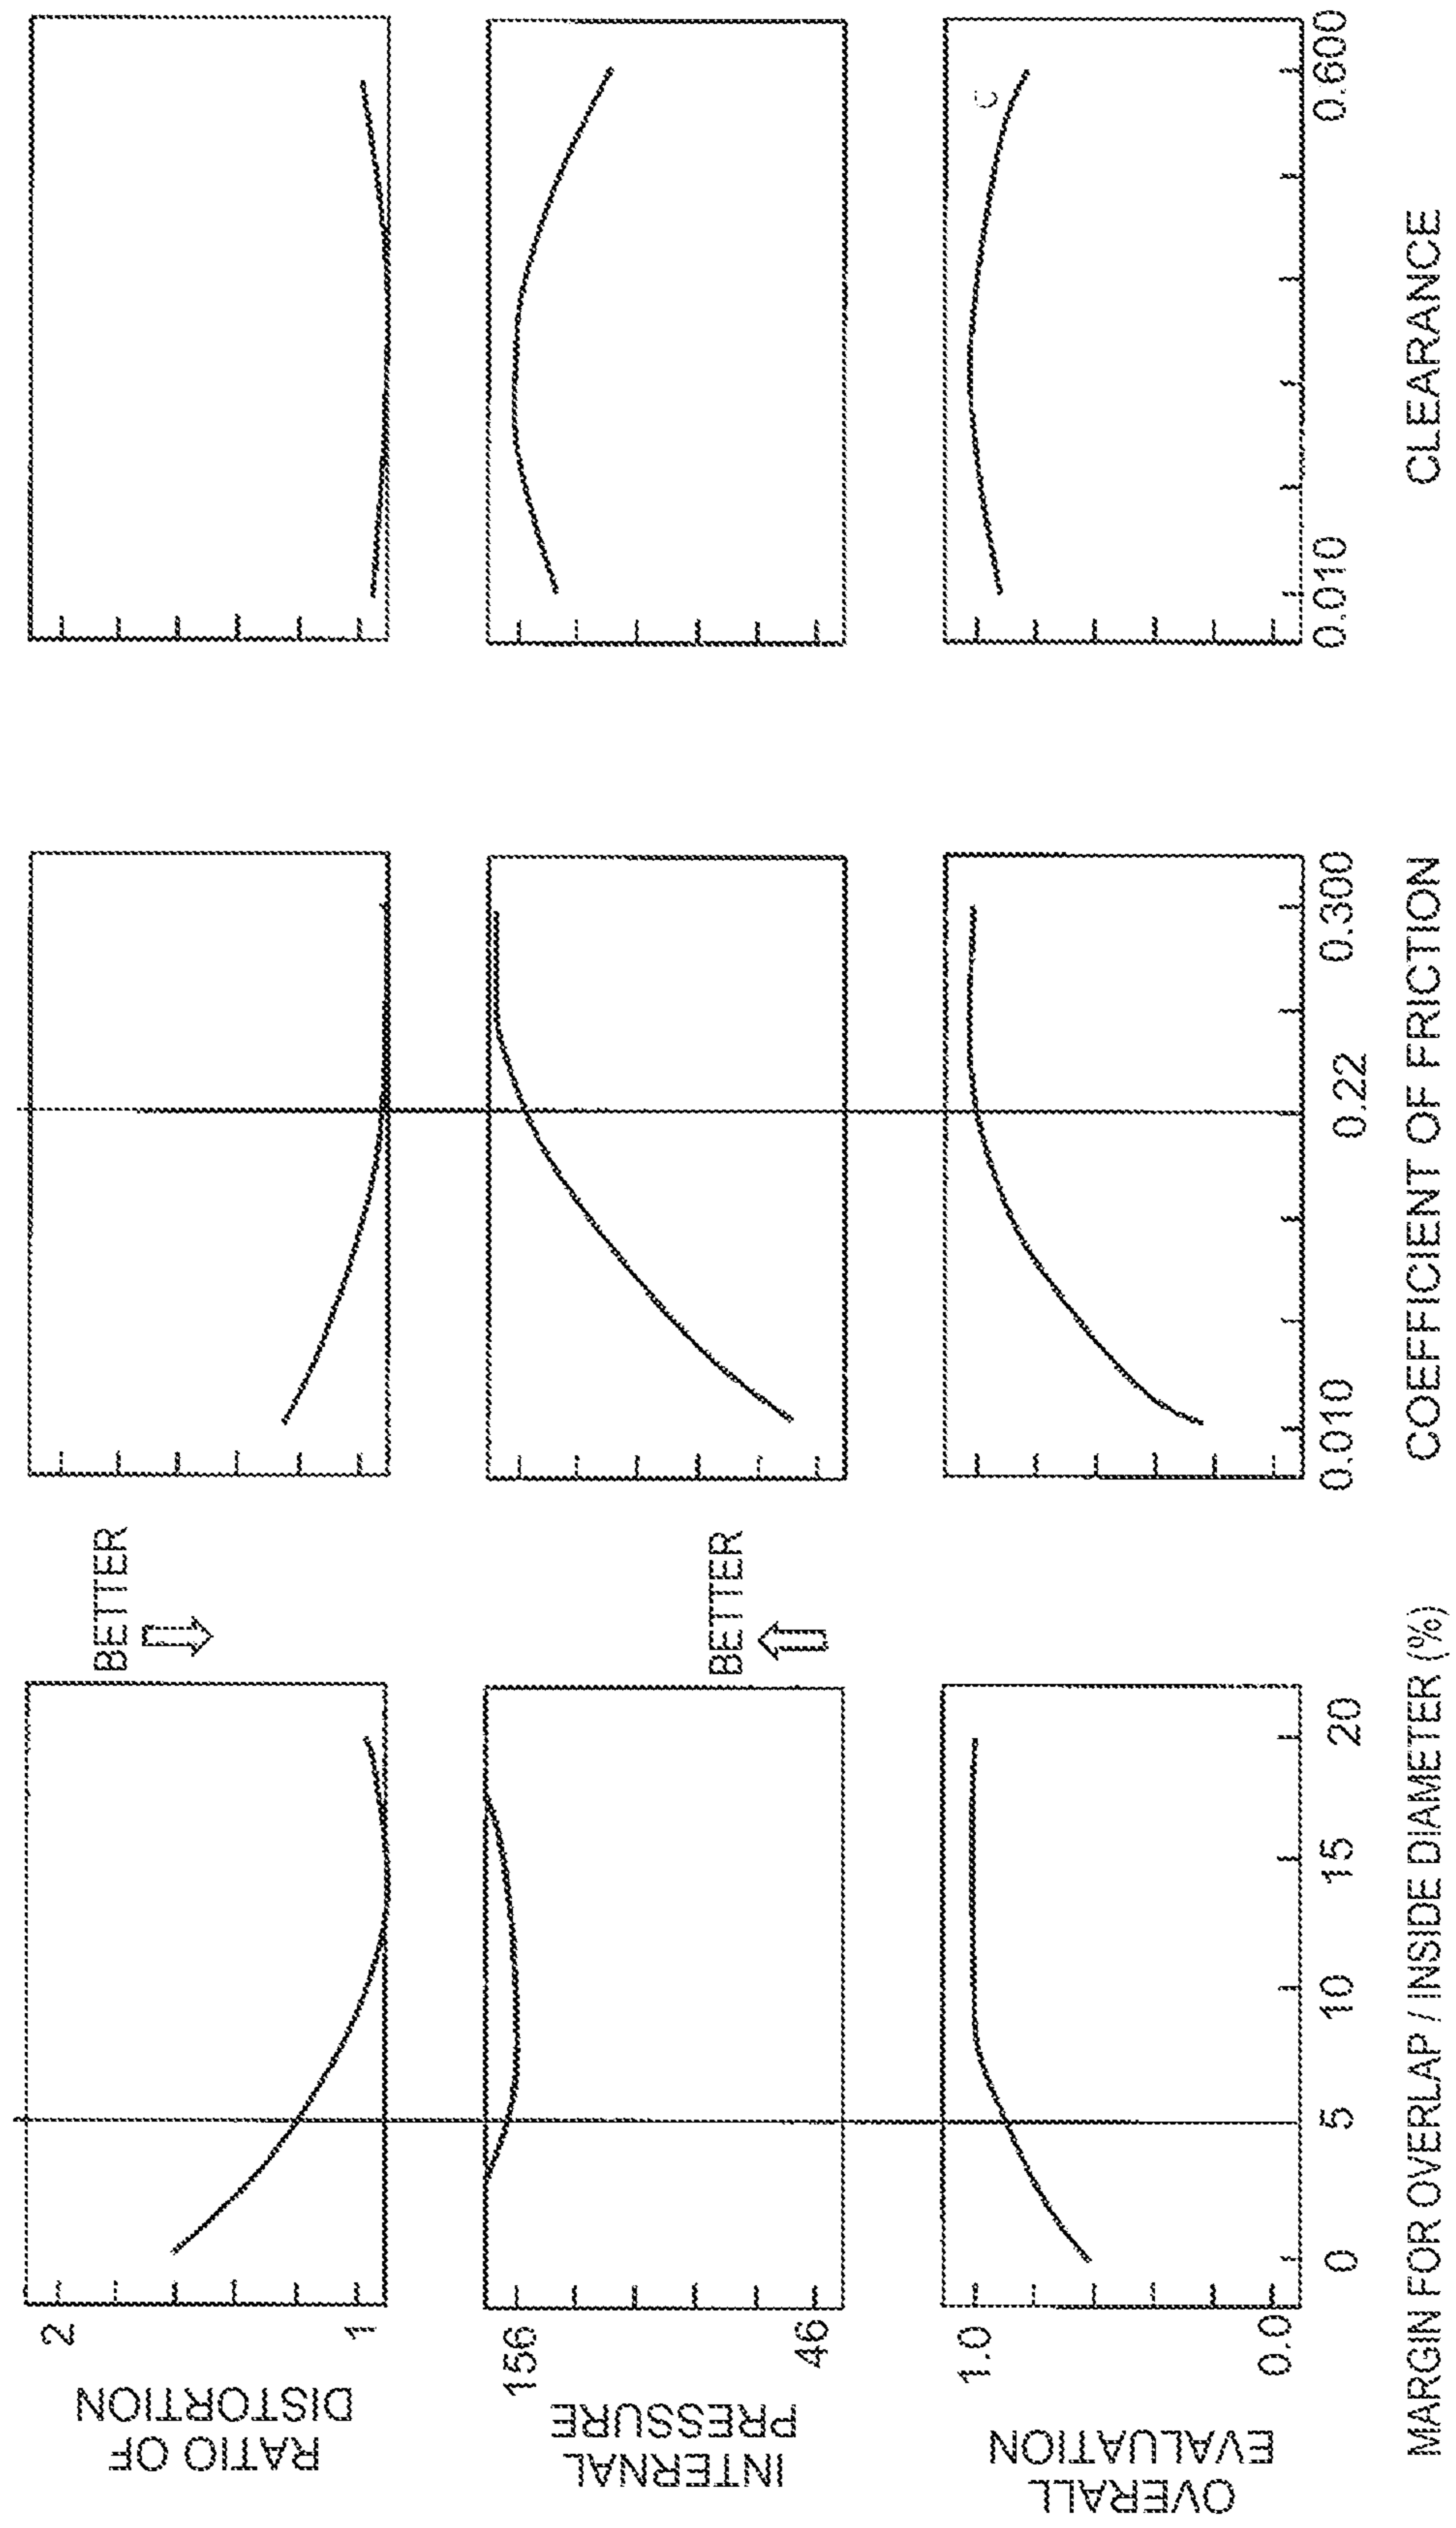 RATIO OF
DISTORTION
2
1
BETTER
INTERNAL
PRESSURE
156
46
BETTER
OVERALL
EVALUATION
1.0
0.0
C
0
5
10
15
20
0.010
0.22
0.300
0.010
0.600
MARGIN FOR OVERLAP / INSIDE DIAMETER (%)
COEFFICIENT OF FRICTION
CLEARANCE